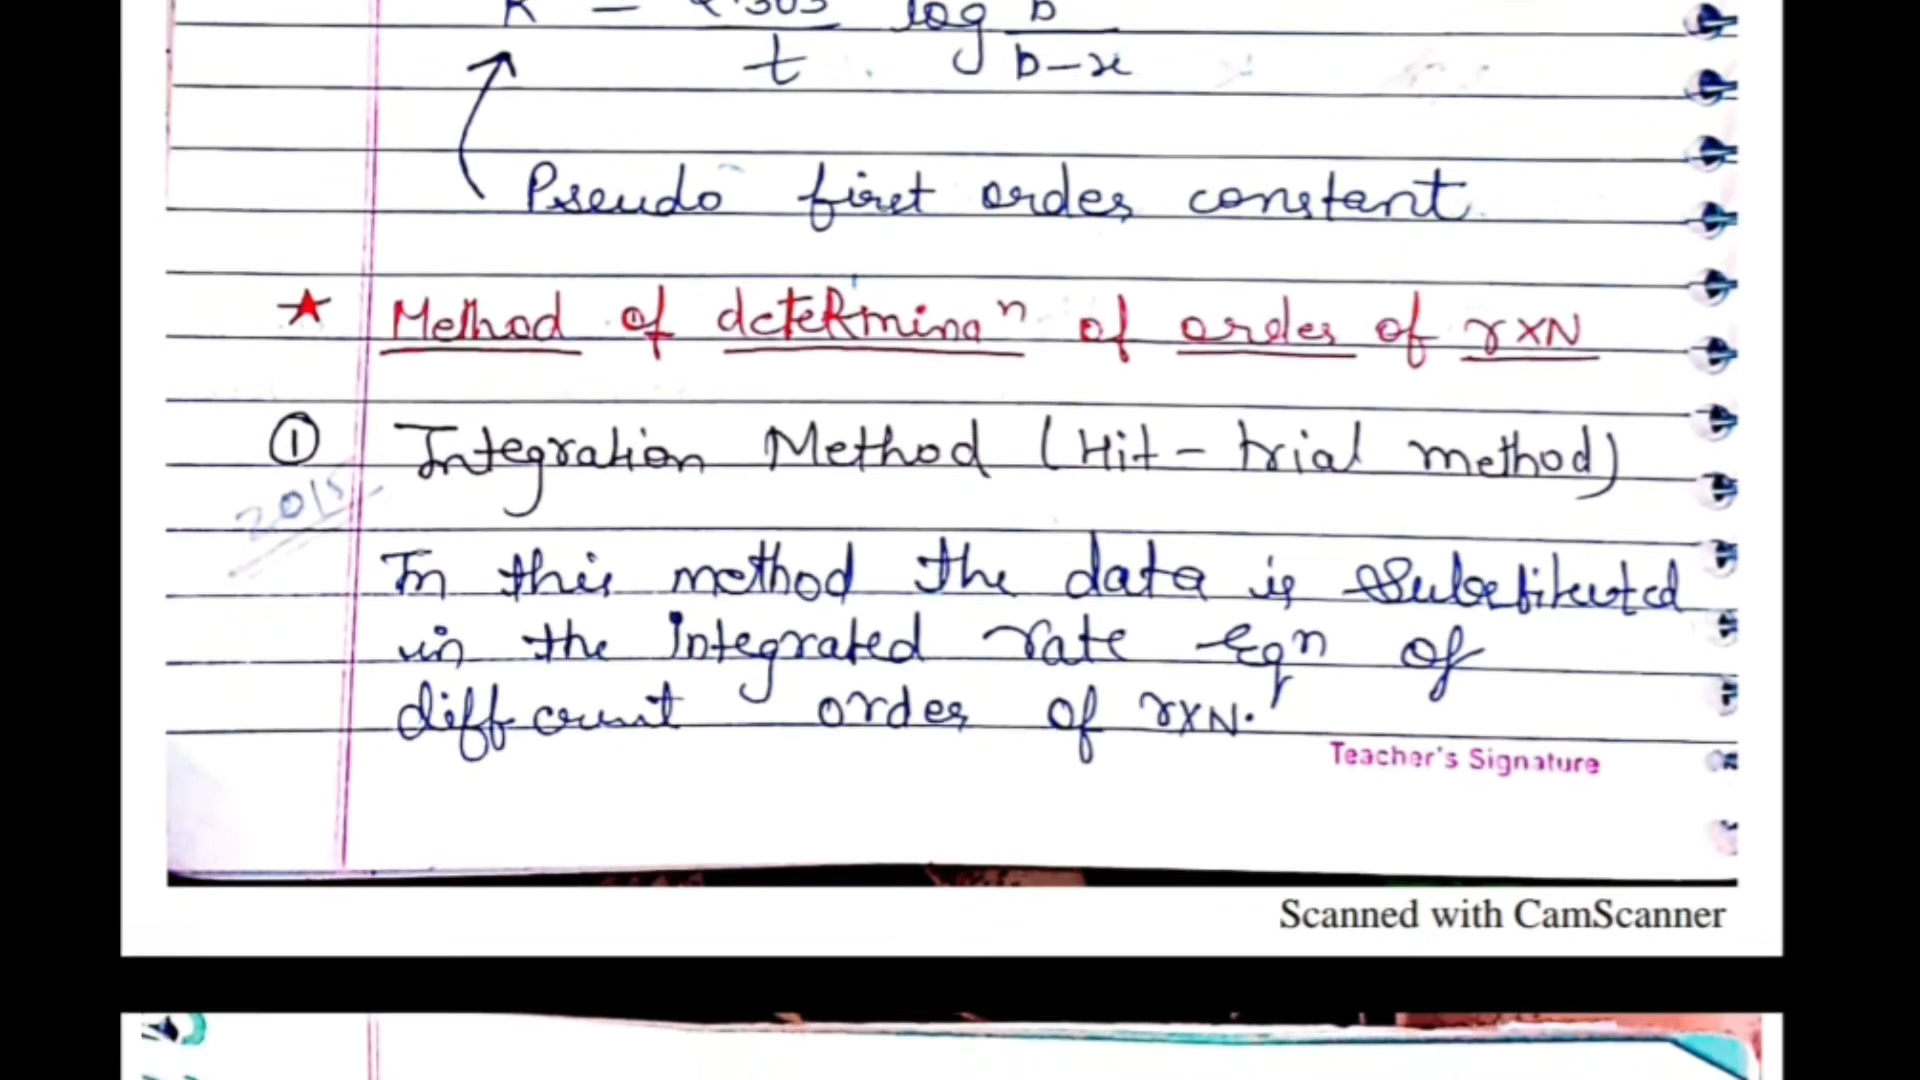 K = 2.303 log b
t b-x
Pseudo first order constant
★ Method of determinaⁿ of order of rxN
① Integration Method (Hit - trial method)
2015
In this method the data is substituted
in the integrated rate Eqn of
different order of rxN.
Teacher's Signature
Scanned with CamScanner